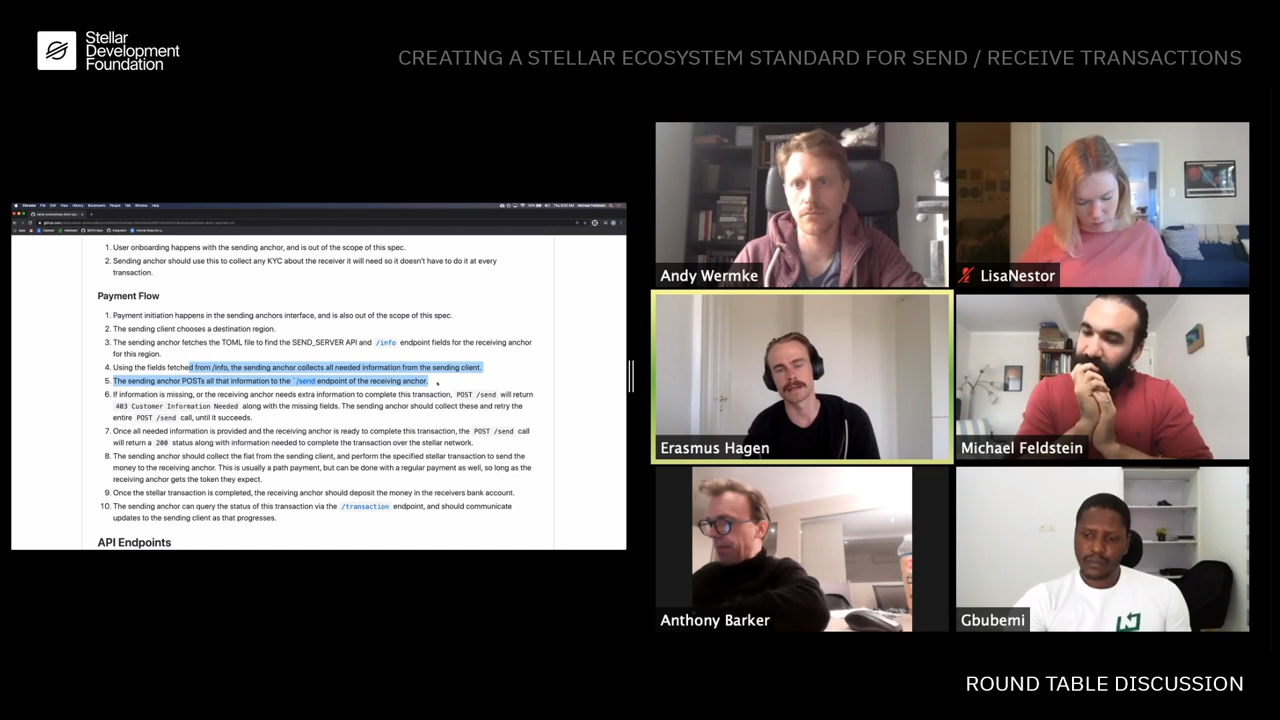 Stellar
Development
Foundation
CREATING A STELLAR ECOSYSTEM STANDARD FOR SEND / RECEIVE TRANSACTIONS
Chrome File Edit View History Bookmarks People Tab Window Help
1. User onboarding happens with the sending anchor, and is out of the scope of this spec.
2. Sending anchor should use this to collect any KYC about the receiver it will need so it doesn't have to do it at every
transaction.
Payment Flow
1. Payment initiation happens in the sending anchors interface, and is also out of the scope of this spec.
2. The sending client chooses a destination region.
3. The sending anchor fetches the TOML file to find the SEND_SERVER API and /info endpoint fields for the receiving anchor
for this region.
4. Using the fields fetched from /info, the sending anchor collects all needed information from the sending client.
5. The sending anchor POSTs all that information to the `/send endpoint of the receiving anchor.
6. If information is missing, or the receiving anchor needs extra information to complete this transaction, POST /send will return
403 Customer Information Needed along with the missing fields. The sending anchor should collect these and retry the
entire POST /send call, until it succeeds.
7. Once all needed information is provided and the receiving anchor is ready to complete this transaction, the POST /send call
will return a 200 status along with information needed to complete the transaction over the stellar network.
8. The sending anchor should collect the fiat from the sending client, and perform the specified stellar transaction to send the
money to the receiving anchor. This is usually a path payment, but can be done with a regular payment as well, so long as the
receiving anchor gets the token they expect.
9. Once the stellar transaction is completed, the receiving anchor should deposit the money in the receivers bank account.
10. The sending anchor can query the status of this transaction via the /transaction endpoint, and should communicate
updates to the sending client as that progresses.
API Endpoints
Andy Wermke
LisaNestor
Erasmus Hagen
Michael Feldstein
Anthony Barker
Gbubemi
ROUND TABLE DISCUSSION